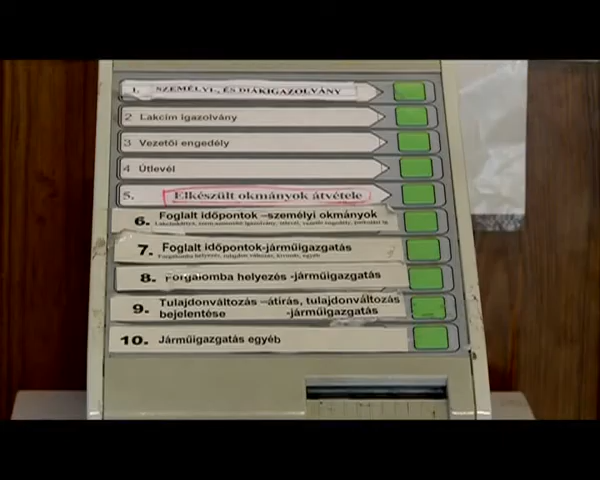 1. SZEMÉLYI-, ÉS DIÁKIGAZOLVÁNY
2 Lakcím igazolvány
3 Vezetői engedély
4 Útlevél
5. Elkészült okmányok átvétele
6. Foglalt időpontok –személyi okmányok
7. Foglalt időpontok-járműigazgatás
8. Forgalomba helyezés -járműigazgatás
9. Tulajdonváltozás –átírás, tulajdonváltozás
bejelentése -járműigazgatás
10. Járműigazgatás egyéb